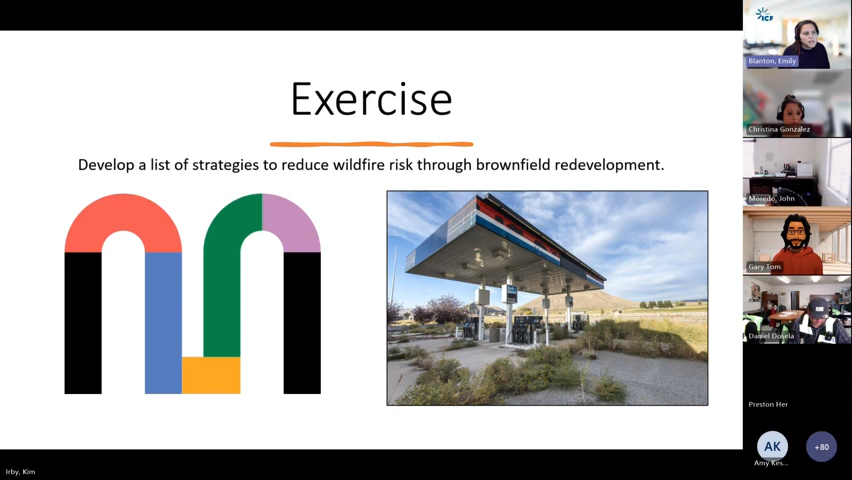 Exercise
Develop a list of strategies to reduce wildfire risk through brownfield redevelopment.
ICF
Blanton, Emily
Christina Gonzalez
Moredo, John
Gary Tom
Daniel Dosela
Preston Her
AK
Amy Kes...
+80
Irby, Kim